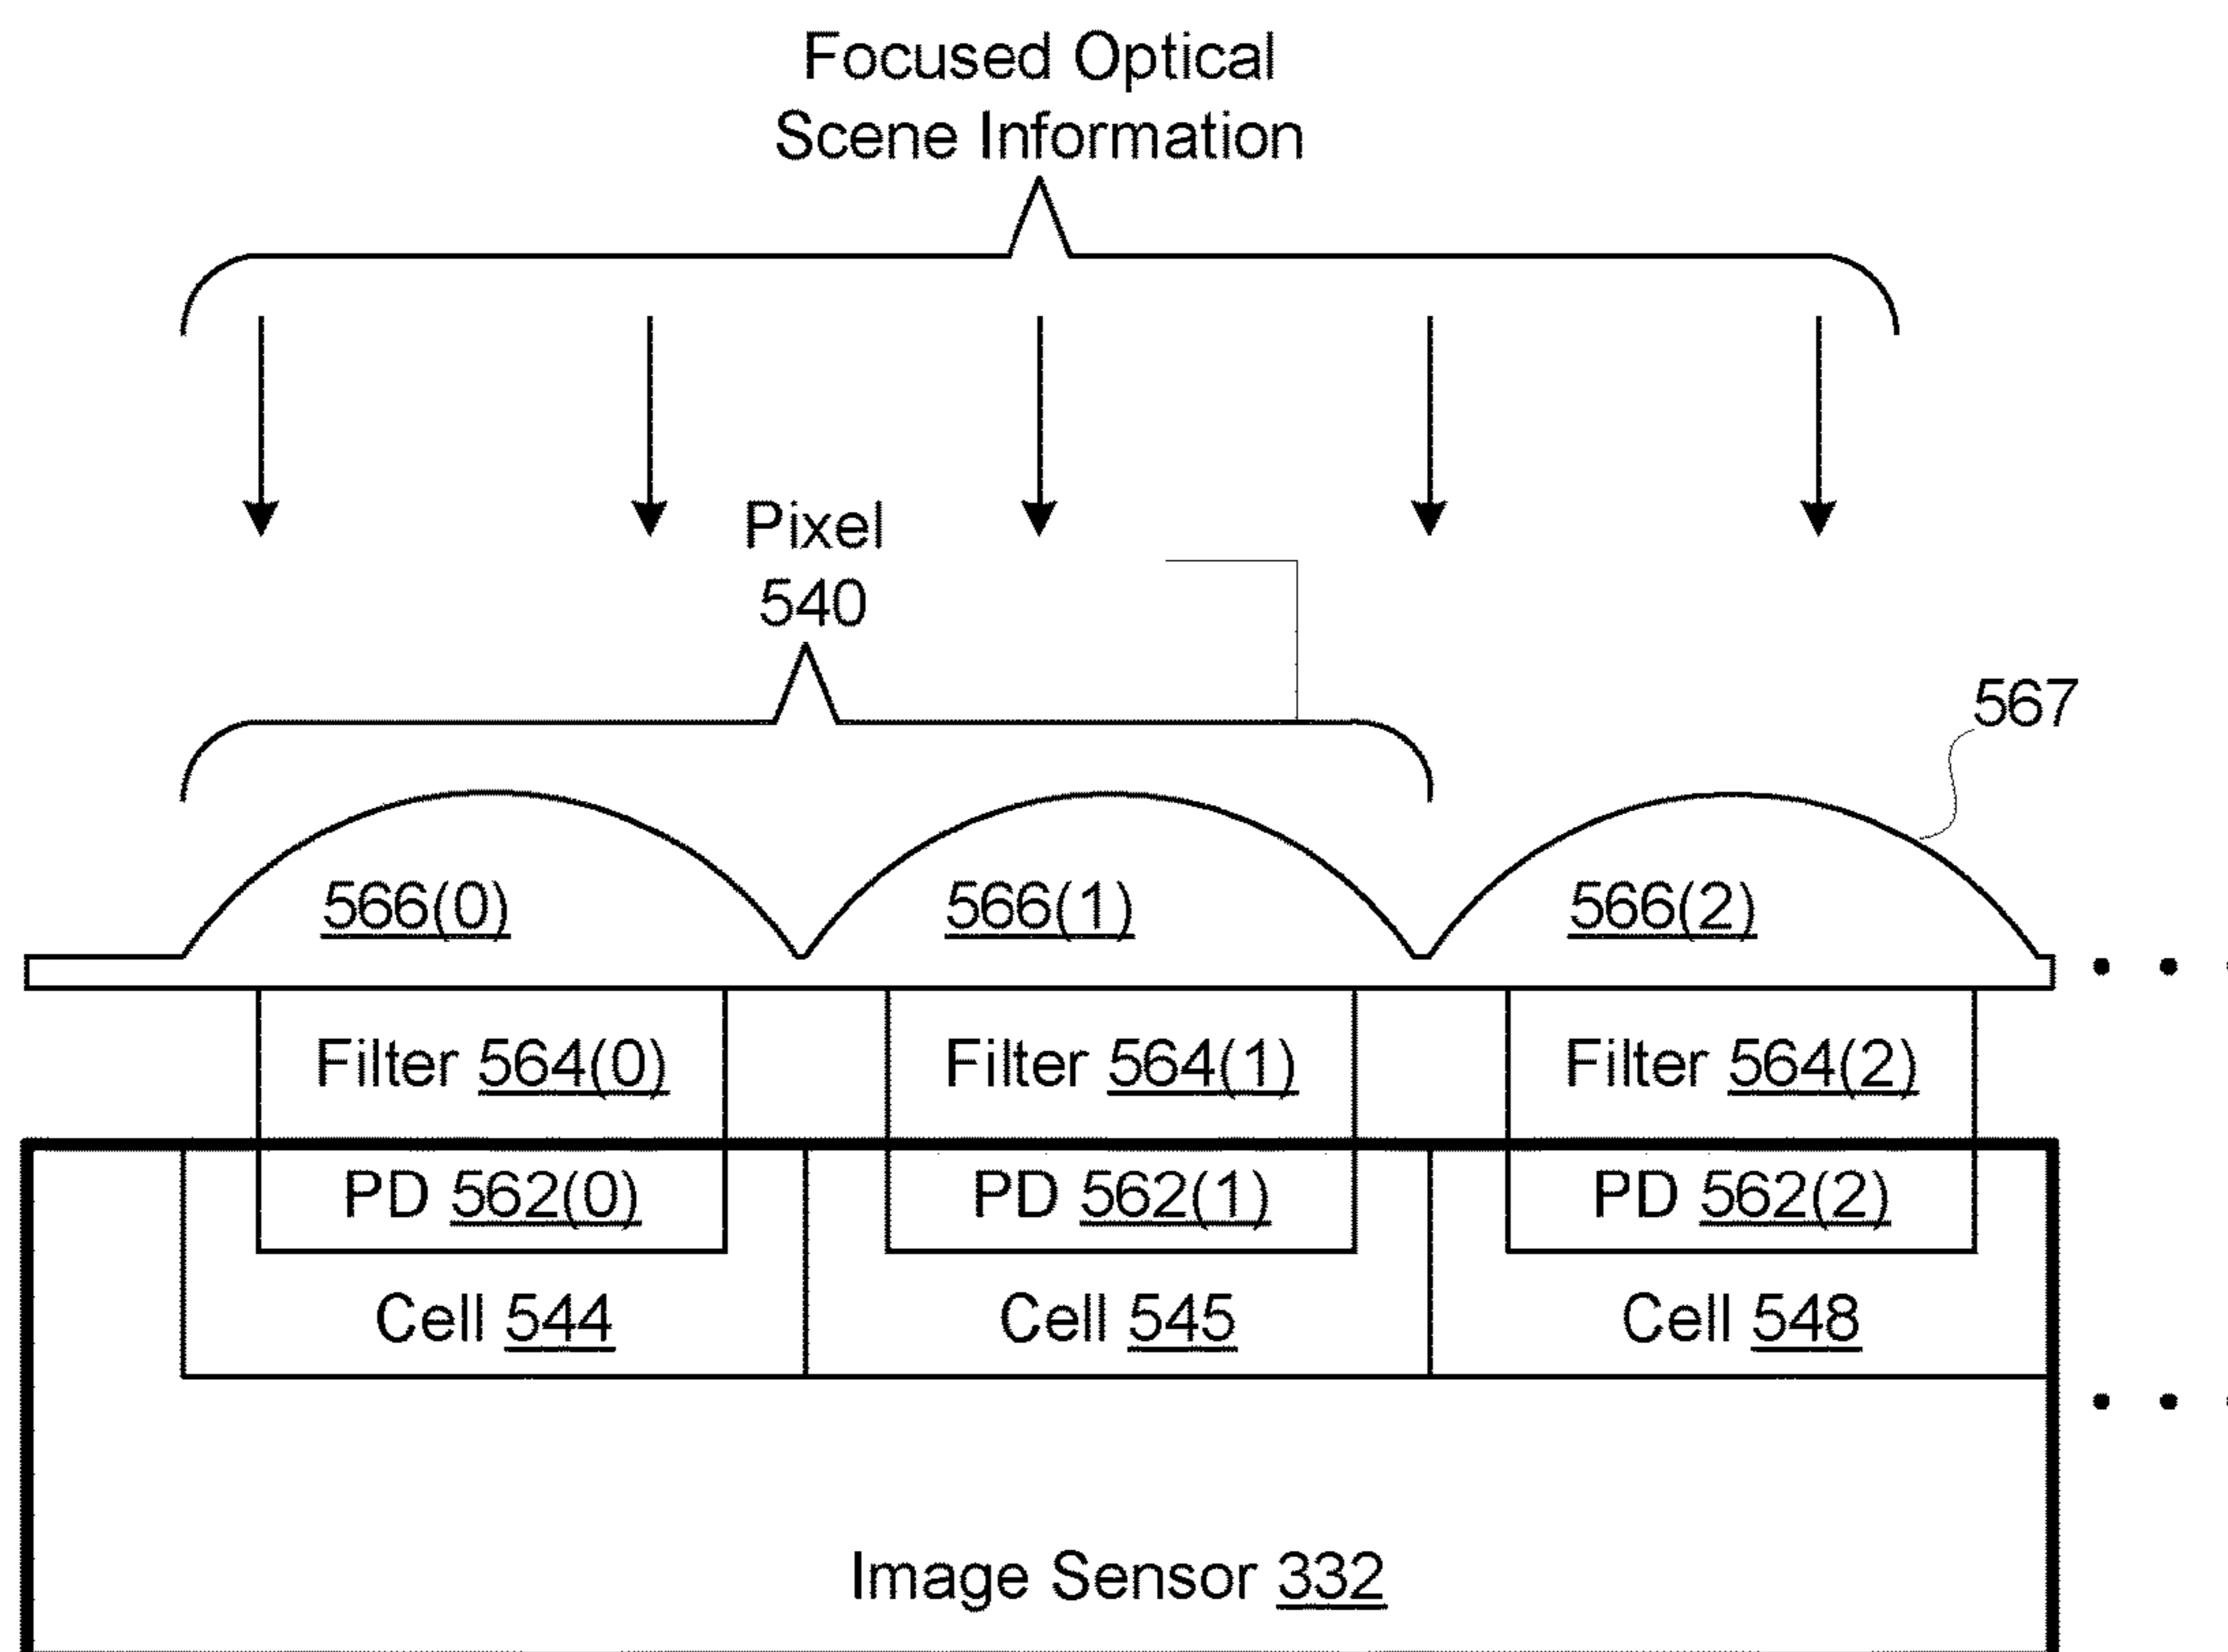 Focused Optical
Scene Information
Pixel
540
567
566(0) 566(1) 566(2)
Filter 564(0) Filter 564(1) Filter 564(2)
PD 562(0) PD 562(1) PD 562(2)
Cell 544 Cell 545 Cell 548
Image Sensor 332